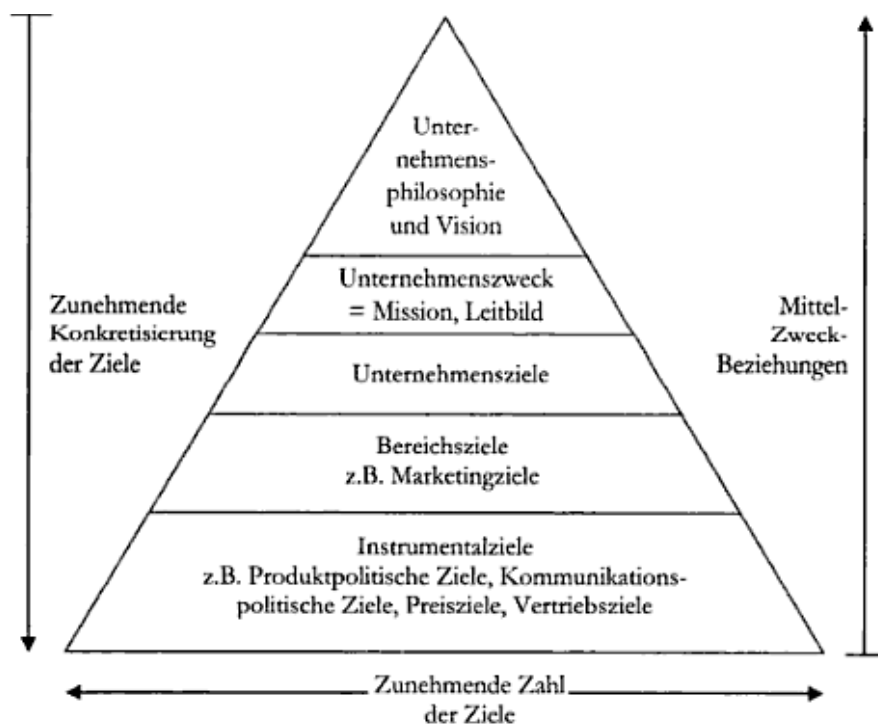 Unter-
nehmens-
philosophie
und Vision
Unternehmenszweck
= Mission, Leitbild
Zunehmende
Konkretisierung
der Ziele
Mittel-
Zweck-
Beziehungen
Unternehmensziele
Bereichsziele
z.B. Marketingziele
Instrumentalziele
z.B. Produktpolitische Ziele, Kommunikations-
politische Ziele, Preisziele, Vertriebsziele
Zunehmende Zahl
der Ziele